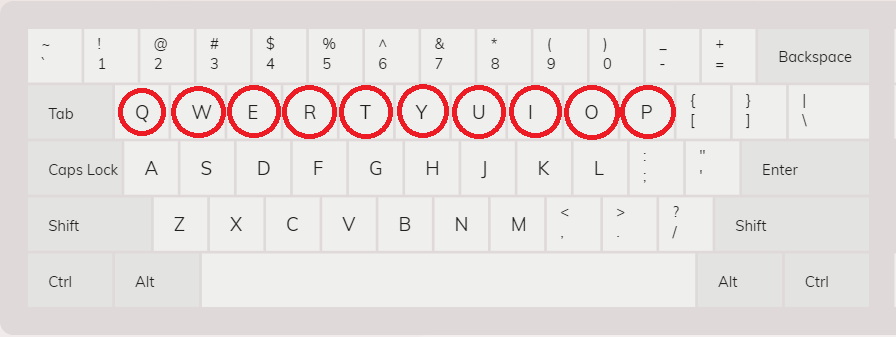 ~ ! @ # $ % ^ & * ( ) _ +
` 1 2 3 4 5 6 7 8 9 0 - = Backspace
Tab Q W E R T Y U I O P { } |
[ ] \
Caps Lock A S D F G H J K L : " Enter
; '
Shift Z X C V B N M < > ? Shift
, . /
Ctrl Alt Alt Ctrl